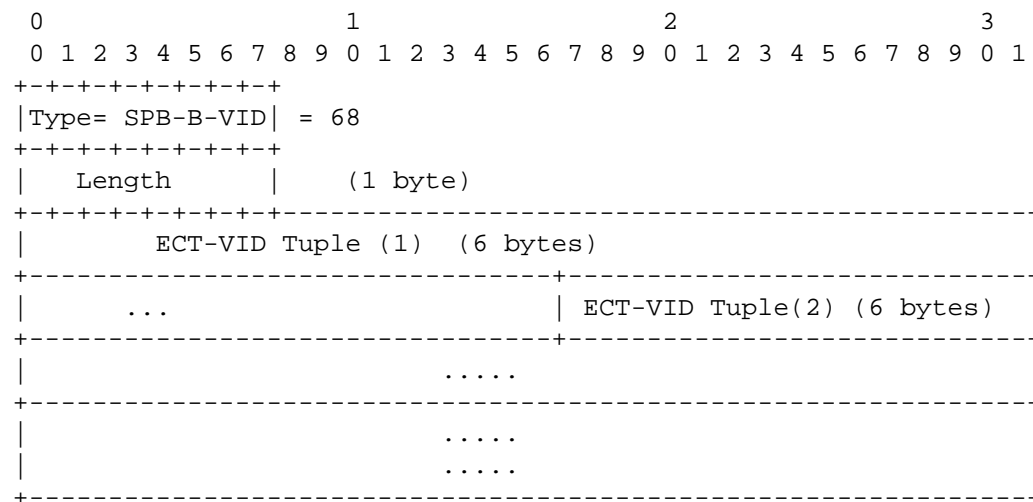 0                   1                   2                   3
0 1 2 3 4 5 6 7 8 9 0 1 2 3 4 5 6 7 8 9 0 1 2 3 4 5 6 7 8 9 0 1
+-+-+-+-+-+-+-+-+
|Type= SPB-B-VID| = 68
+-+-+-+-+-+-+-+-+
|   Length      |    (1 byte)
+-+-+-+-+-+-+-+-+-----------------------------------------------
|        ECT-VID Tuple (1)  (6 bytes)
+---------------------------------+-----------------------------
|      ...                        | ECT-VID Tuple(2) (6 bytes)
+---------------------------------+-----------------------------
|                          .....
+---------------------------------------------------------------
|                          .....
|                          .....
+---------------------------------------------------------------